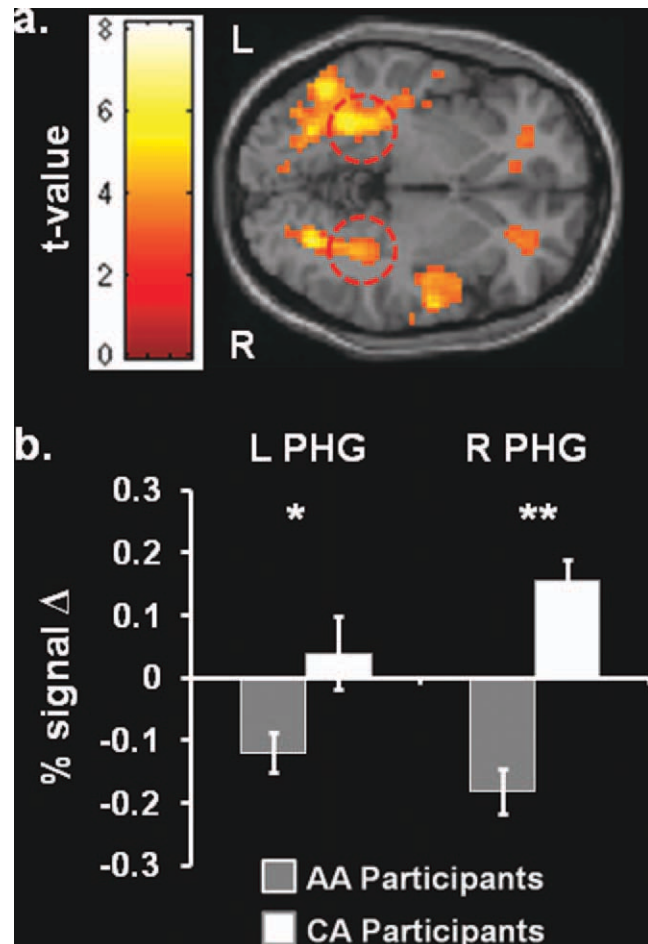 a.
8
6
4
2
0
t-value
L
R
b.
L PHG R PHG
* **
0.3
0.2
0.1
0
-0.1
-0.2
-0.3
% signal Δ
AA Participants
CA Participants